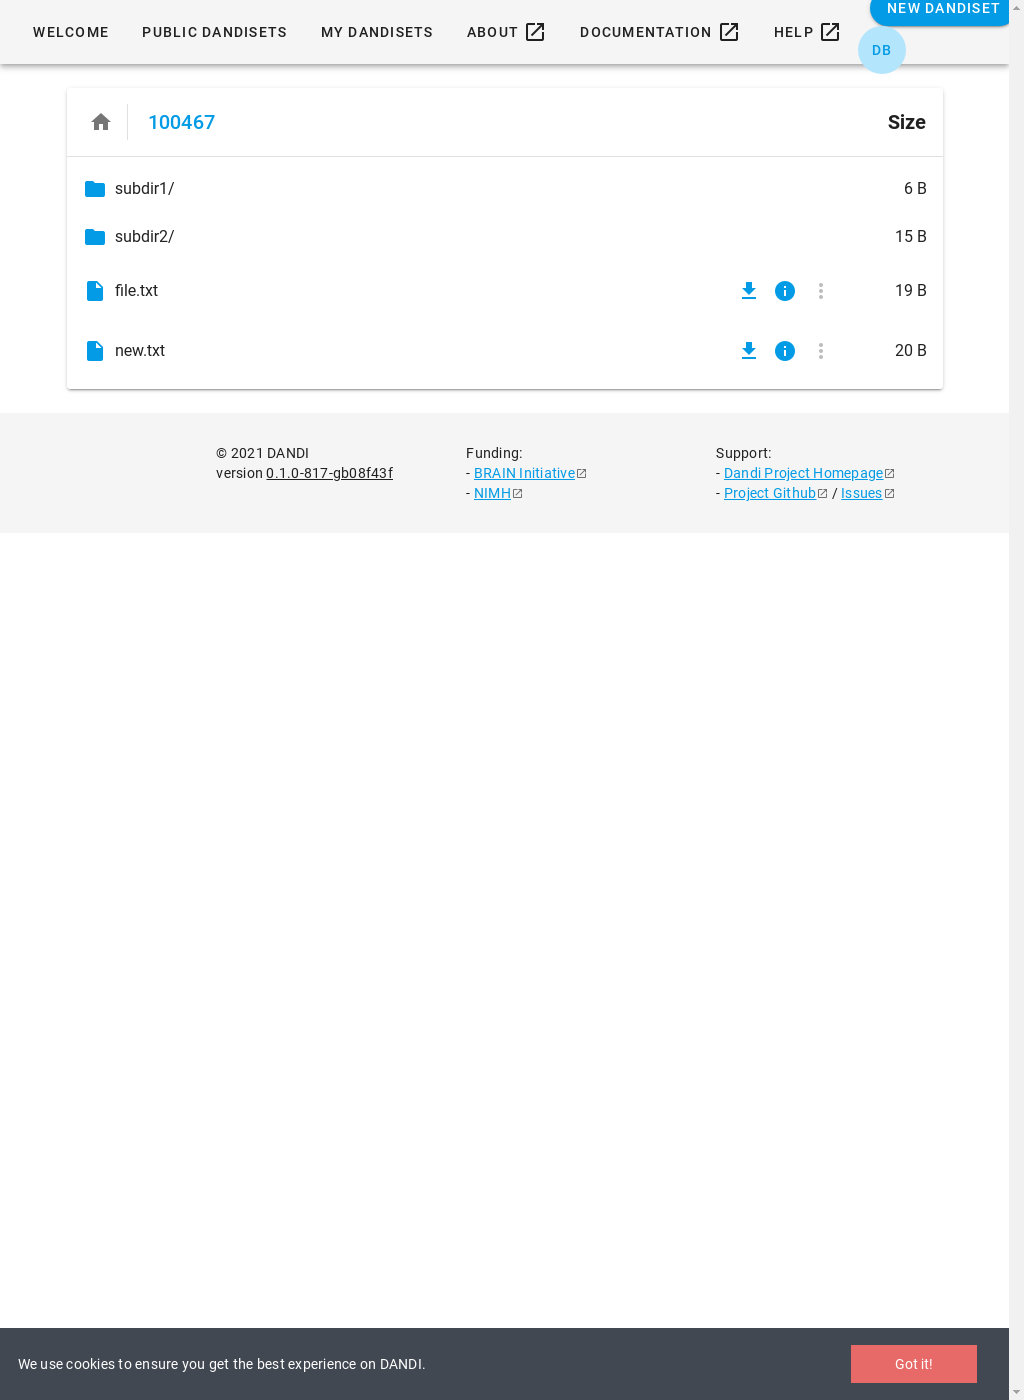 NEW DANDISET
WELCOME PUBLIC DANDISETS MY DANDISETS ABOUT DOCUMENTATION HELP
DB
100467 Size
subdir1/ 6 B
subdir2/ 15 B
file.txt 19 B
new.txt 20 B
© 2021 DANDI
version 0.1.0-817-gb08f43f
Funding:
- BRAIN Initiative
- NIMH
Support:
- Dandi Project Homepage
- Project Github / Issues
We use cookies to ensure you get the best experience on DANDI. Got it!